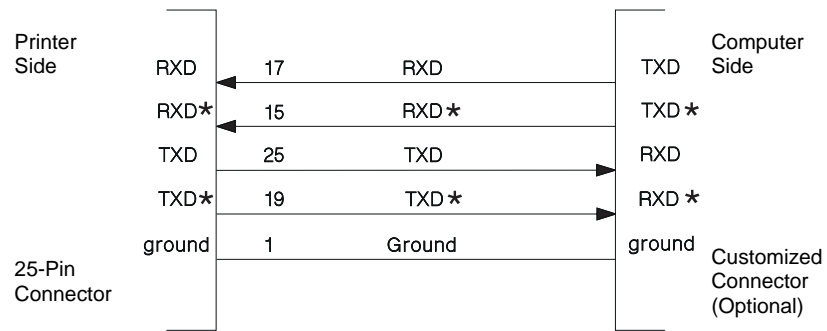 Printer
Side
Computer
Side
RXD 17 RXD TXD
RXD* 15 RXD* TXD*
TXD 25 TXD RXD
TXD* 19 TXD* RXD*
ground 1 Ground ground
25-Pin
Connector
Customized
Connector
(Optional)